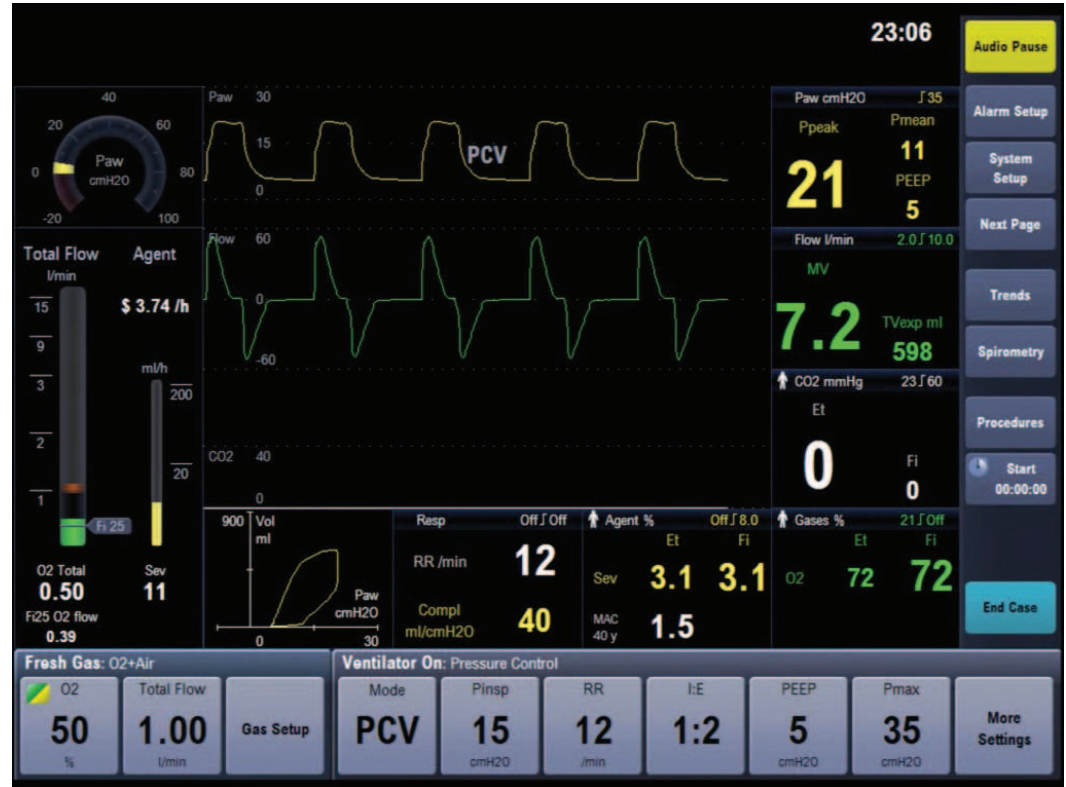 23:06
Audio Pause
Alarm Setup
System
Setup
Next Page
Trends
Spirometry
Procedures
Start
00:00:00
End Case
40
20 60
0 80
-20 100
Paw
cmH2O
Paw 30
15
0
PCV
Flow 60
0
-60
CO2 40
0
Paw cmH2O 35
Ppeak Pmean
21 11
PEEP
5
Flow l/min 2.0 10.0
MV
7.2
TVexp ml
598
CO2 mmHg 23 60
Et
0
Fi
0
Total Flow Agent
l/min
15
9
3
2
1
$ 3.74 /h
ml/h
200
20
Fi 25
O2 Total Sev
0.50 11
Fi25 O2 flow
0.39
900 Vol
ml
Paw
cmH2O
0 30
Resp Off Off
RR /min 12
Compl
ml/cmH2O 40
Agent % Off 8.0
Et Fi
Sev 3.1 3.1
MAC
40 y 1.5
Gases % 21 Off
Et Fi
O2 72 72
Fresh Gas: O2+Air
O2
50
%
Total Flow
1.00
l/min
Gas Setup
Ventilator On: Pressure Control
Mode
PCV
Pinsp
15
cmH2O
RR
12
/min
I:E
1:2
PEEP
5
cmH2O
Pmax
35
cmH2O
More
Settings